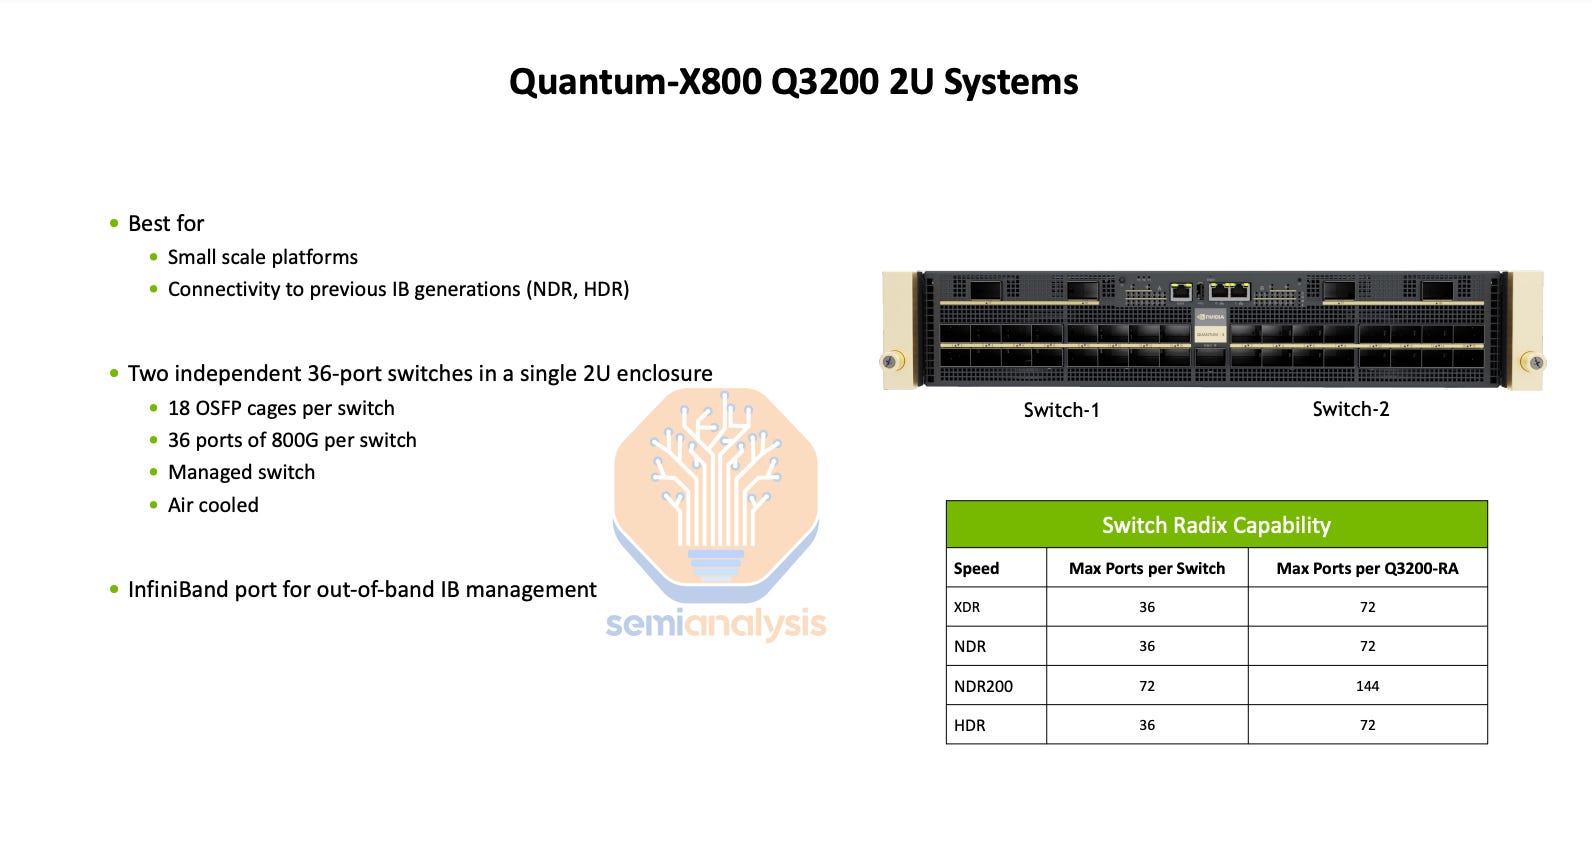 Quantum-X800 Q3200 2U Systems
Best for
Small scale platforms
Connectivity to previous IB generations (NDR, HDR)
Two independent 36-port switches in a single 2U enclosure
18 OSFP cages per switch
36 ports of 800G per switch
Managed switch
Air cooled
InfiniBand port for out-of-band IB management
semianalysis
NVIDIA
Switch-1 Switch-2
Switch Radix Capability
Speed Max Ports per Switch Max Ports per Q3200-RA
XDR 36 72
NDR 36 72
NDR200 72 144
HDR 36 72